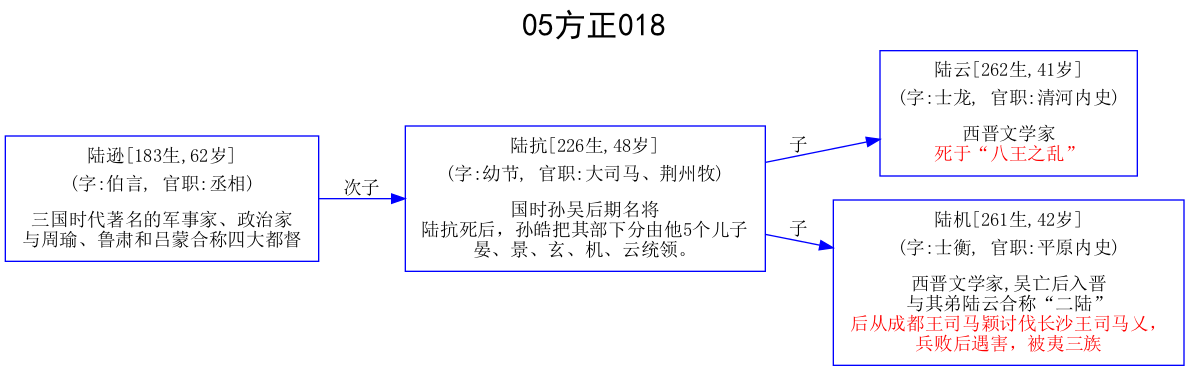 05方正018
陆逊[183生,62岁]
(字:伯言, 官职:丞相)
三国时代著名的军事家、政治家
与周瑜、鲁肃和吕蒙合称四大都督
次子
陆抗[226生,48岁]
(字:幼节, 官职:大司马、荆州牧)
国时孙吴后期名将
陆抗死后，孙皓把其部下分由他5个儿子
晏、景、玄、机、云统领。
子
陆云[262生,41岁]
(字:士龙, 官职:清河内史)
西晋文学家
死于“八王之乱”
子
陆机[261生,42岁]
(字:士衡, 官职:平原内史)
西晋文学家,吴亡后入晋
与其弟陆云合称“二陆”
后从成都王司马颖讨伐长沙王司马乂，
兵败后遇害，被夷三族